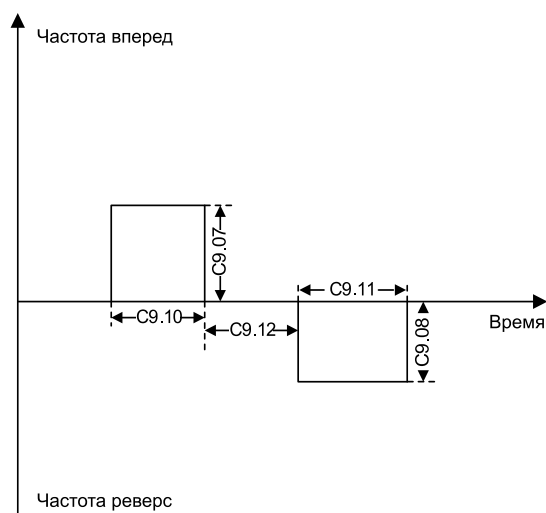 Частота вперед
C9.07
C9.11
C9.10
C9.12
C9.08
Время
Частота реверс